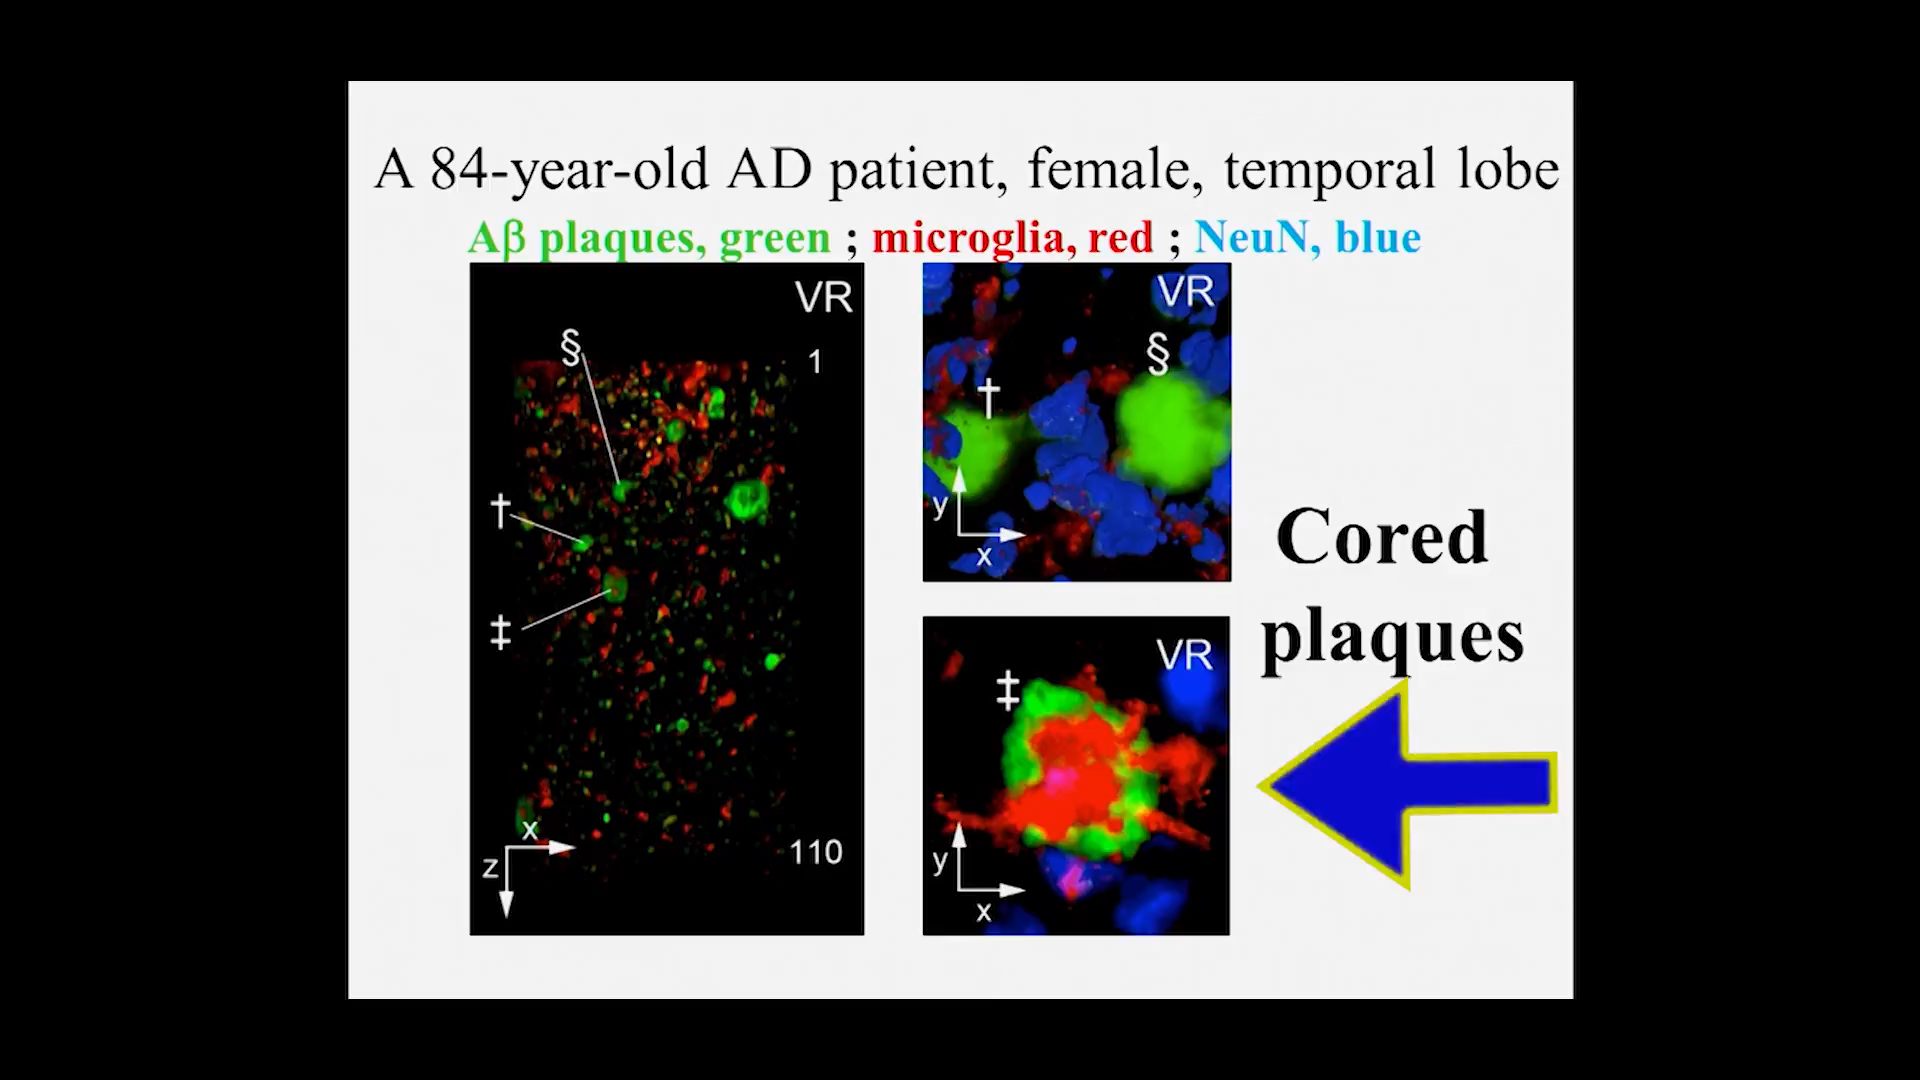 A 84-year-old AD patient, female, temporal lobe
Aβ plaques, green ; microglia, red ; NeuN, blue
VR
§
1
†
‡
x
z
110
VR
§
†
y
x
VR
‡
y
x
Cored
plaques